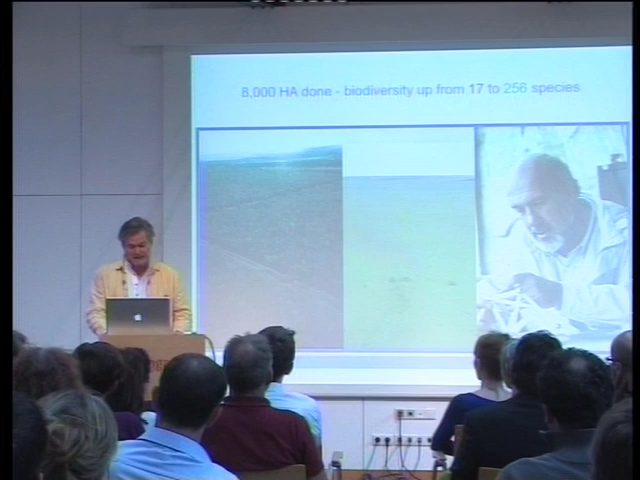 8,000 HA done - biodiversity up from 17 to 256 species